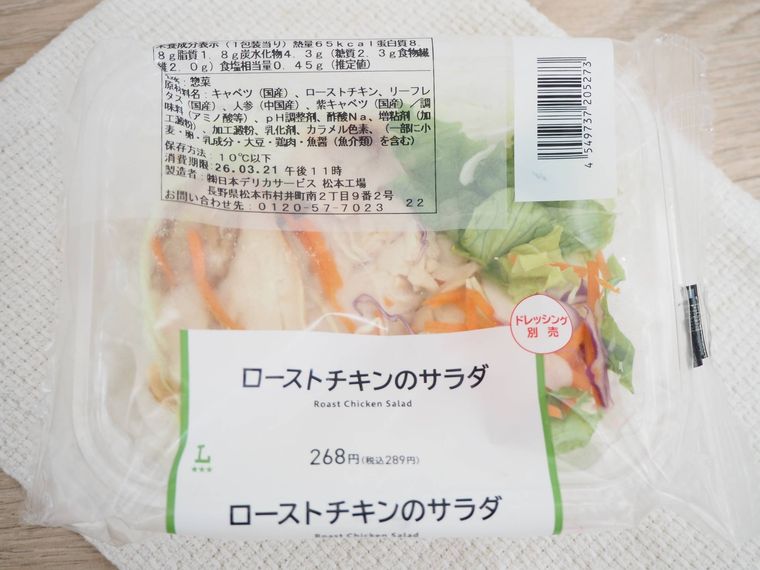 栄養成分表示(1包装当り)熱量65kcal蛋白質8.
8g脂質1.8g炭水化物4.3g(糖質2.3g食物繊
維2.0g)食塩相当量0.45g(推定値)
惣菜
原材料名:キャベツ(国産)、ローストチキン、リーフレ
タス(国産)、人参(中国産)、紫キャベツ(国産)/調
味料(アミノ酸等)、pH調整剤、酢酸Na、増粘剤(加
工澱粉)、加工澱粉、乳化剤、カラメル色素、(一部に小
麦・卵・乳成分・大豆・鶏肉・魚醤(魚介類)を含む)
保存方法:10℃以下
消費期限:26.03.21午後11時
製造者:㈱日本デリカサービス 松本工場
長野県松本市村井町南2丁目9番2号
お問い合わせ先:0120-57-7023 22
4 549737 205273
ドレッシング
別売
ローストチキンのサラダ
Roast Chicken Salad
L
268円(税込289円)
ローストチキンのサラダ
Roast Chicken Salad